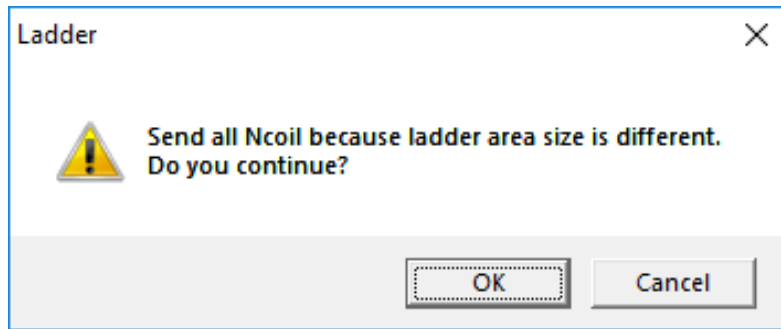 Ladder
Send all Ncoil because ladder area size is different.
Do you continue?
OK
Cancel